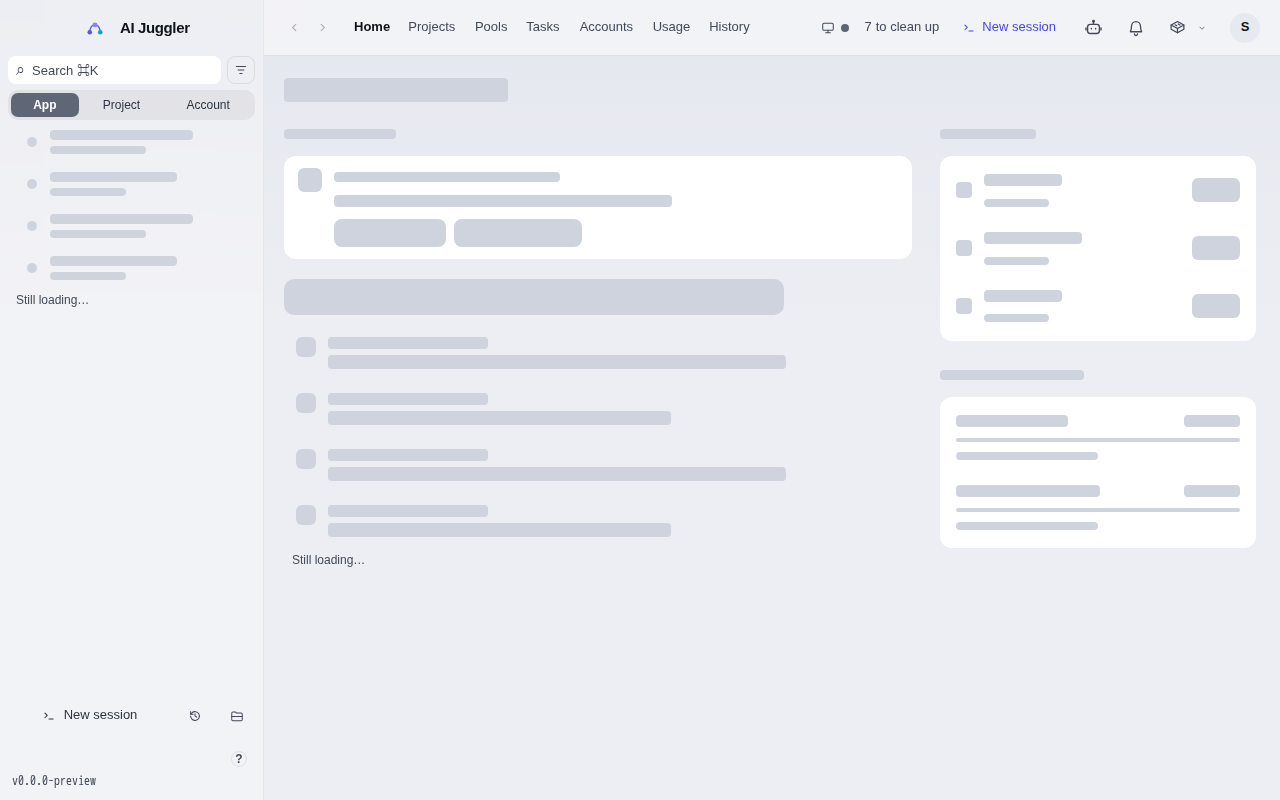 AI Juggler
Home Projects Pools Tasks Accounts Usage History
7 to clean up
New session
S
Search ⌘K
App Project Account
Still loading…
Still loading…
New session
?
v0.0.0-preview